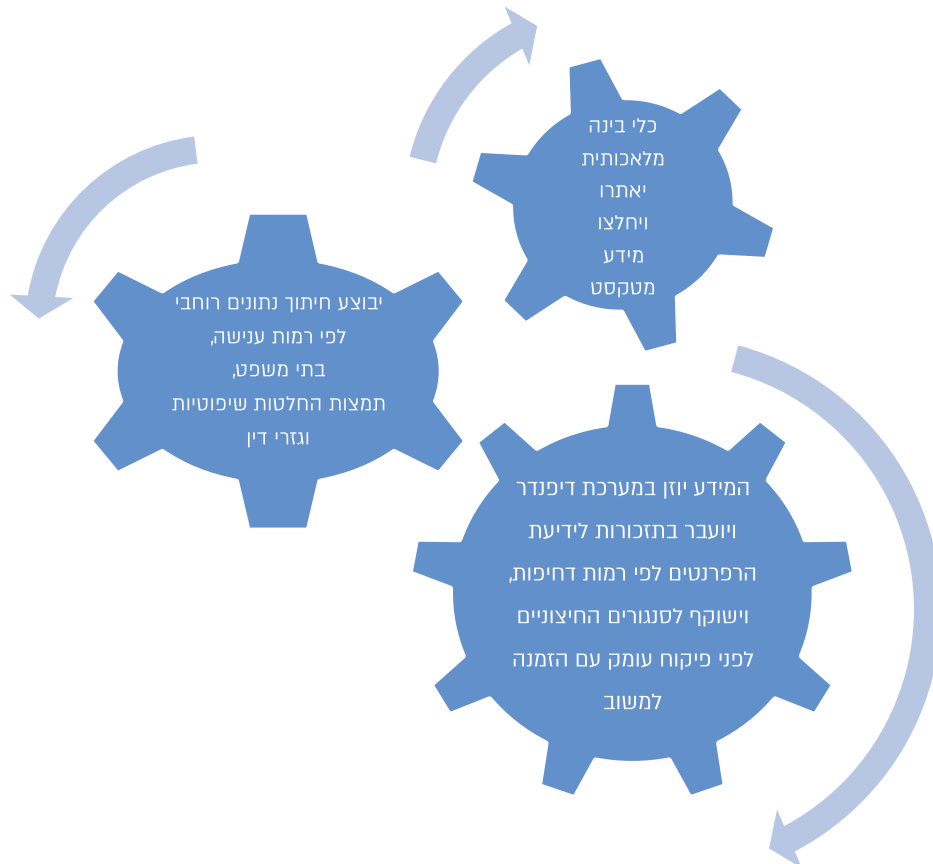 כלי בינה
מלאכותית
יאתרו
ויחלצו
מידע
מטקסט
יבוצע חיתוך נתונים רוחבי
לפי רמות ענישה,
בתי משפט,
תמצות החלטות שיפוטיות
וגזרי דין
המידע יוזן במערכת דיפנדר
ויועבר בתזכורות לידיעת
הרפרנטים לפי רמות דחיפות,
וישוקף לסנגורים החיצוניים
לפני פיקוח עומק עם הזמנה
למשוב